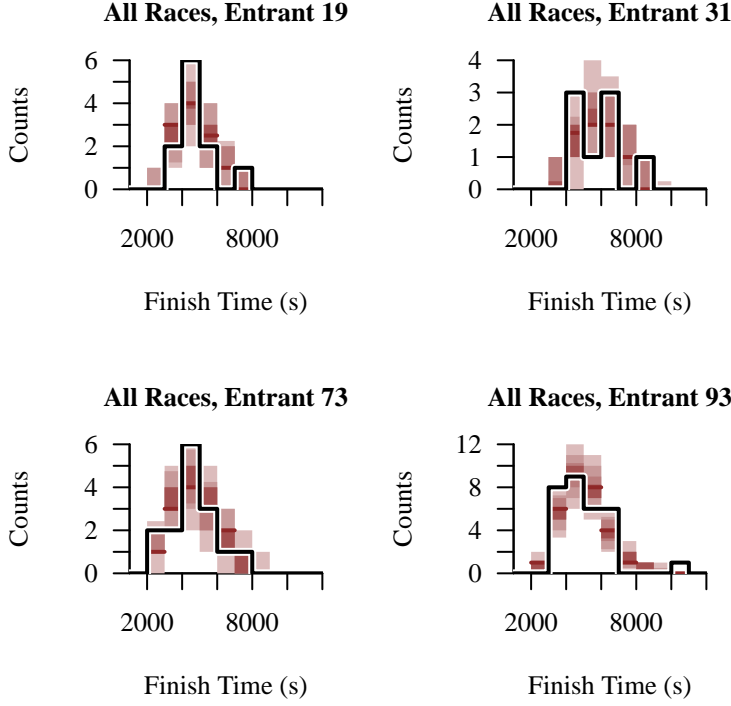 All Races, Entrant 19
Counts
6
4
2
0
2000 8000
Finish Time (s)
All Races, Entrant 31
Counts
4
3
2
1
0
2000 8000
Finish Time (s)
All Races, Entrant 73
Counts
6
4
2
0
2000 8000
Finish Time (s)
All Races, Entrant 93
Counts
12
8
4
0
2000 8000
Finish Time (s)